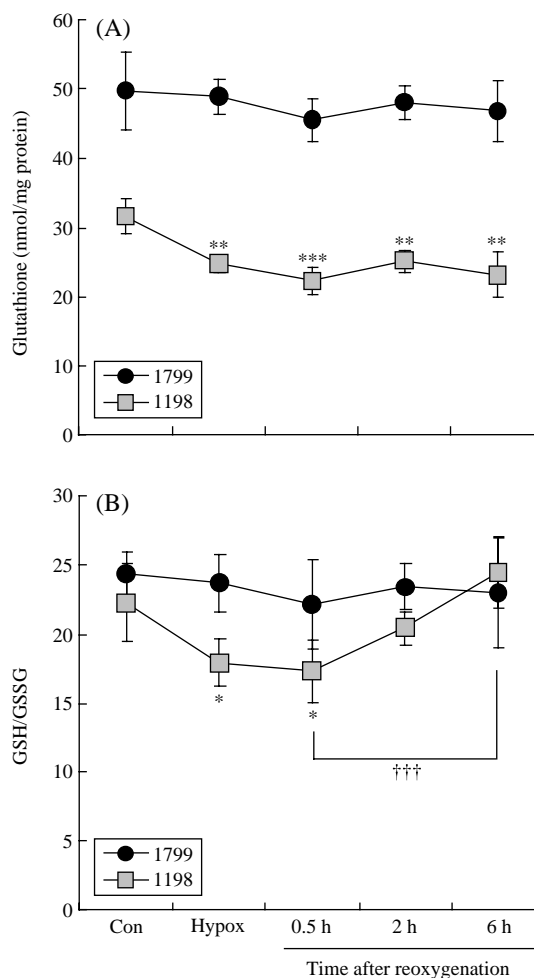 (A)
60
50
40
30
20
10
0
Glutathione (nmol/mg protein)
** *** ** **
1799
1198
(B)
30
25
20
15
10
5
0
GSH/GSSG
* *
†††
1799
1198
Con Hypox 0.5 h 2 h 6 h
Time after reoxygenation